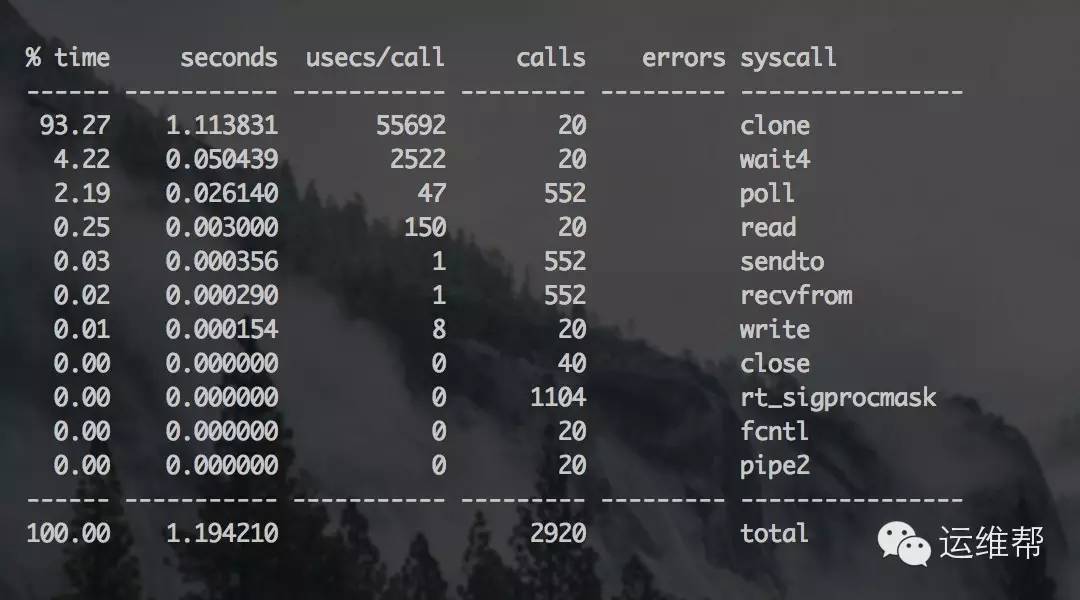 % time     seconds  usecs/call     calls    errors syscall
------ ----------- ----------- --------- --------- ----------------
 93.27    1.113831       55692        20           clone
  4.22    0.050439        2522        20           wait4
  2.19    0.026140          47       552           poll
  0.25    0.003000         150        20           read
  0.03    0.000356           1       552           sendto
  0.02    0.000290           1       552           recvfrom
  0.01    0.000154           8        20           write
  0.00    0.000000           0        40           close
  0.00    0.000000           0      1104           rt_sigprocmask
  0.00    0.000000           0        20           fcntl
  0.00    0.000000           0        20           pipe2
------ ----------- ----------- --------- --------- ----------------
100.00    1.194210                  2920           total
运维帮